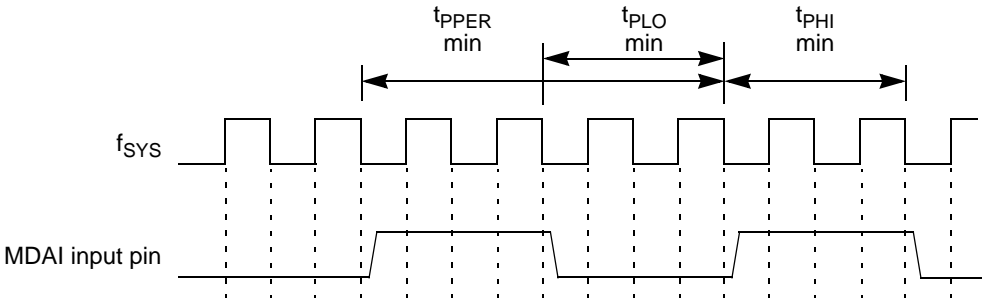 tPPER
min
tPLO
min
tPHI
min
fSYS
MDAI input pin